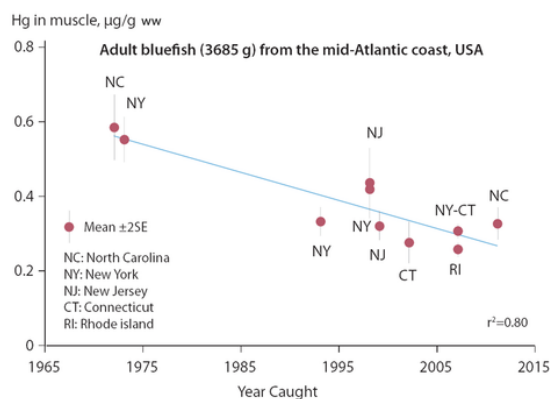 Hg in muscle, µg/g ww
Adult bluefish (3685 g) from the mid-Atlantic coast, USA
0.8
0.6
0.4
0.2
0
NC
NY
NJ
NY
NY
NJ
CT
NY-CT
RI
NC
Mean ±2SE
NC: North Carolina
NY: New York
NJ: New Jersey
CT: Connecticut
RI: Rhode island
r²=0.80
1965
1975
1985
1995
2005
2015
Year Caught